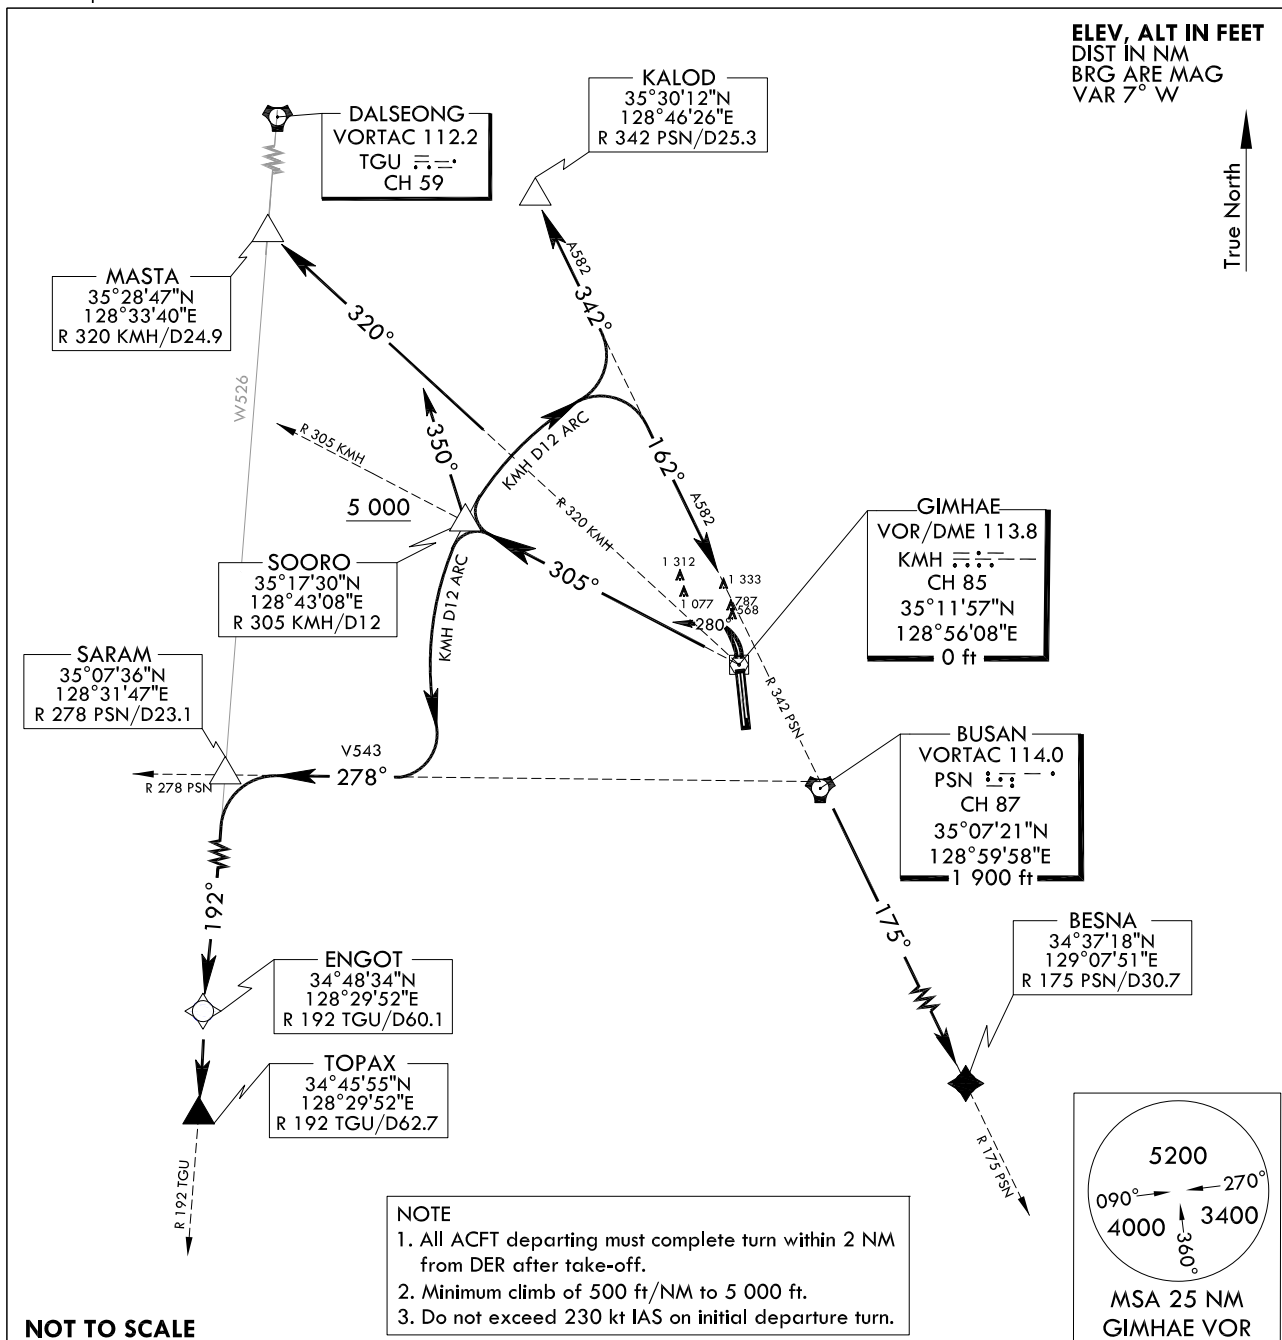 ELEV, ALT IN FEET
DIST IN NM
BRG ARE MAG
VAR 7° W
True North
KALOD
35°30'12"N
128°46'26"E
R 342 PSN/D25.3
DALSEONG
VORTAC 112.2
TGU
CH 59
MASTA
35°28'47"N
128°33'40"E
R 320 KMH/D24.9
A582
342°
320°
W526
R 305 KMH
350°
KMH D12 ARC
162°
A582
R 320 KMH
5 000
SOORO
35°17'30"N
128°43'08"E
R 305 KMH/D12
305°
1 312
1 333
1 077
787
568
280°
GIMHAE
VOR/DME 113.8
KMH
CH 85
35°11'57"N
128°56'08"E
0 ft
KMH D12 ARC
SARAM
35°07'36"N
128°31'47"E
R 278 PSN/D23.1
R 342 PSN
V543
278°
R 278 PSN
BUSAN
VORTAC 114.0
PSN
CH 87
35°07'21"N
128°59'58"E
1 900 ft
192°
175°
BESNA
34°37'18"N
129°07'51"E
R 175 PSN/D30.7
ENGOT
34°48'34"N
128°29'52"E
R 192 TGU/D60.1
TOPAX
34°45'55"N
128°29'52"E
R 192 TGU/D62.7
R 192 TGU
R 175 PSN
5200
090°
270°
4000
3400
360°
MSA 25 NM
GIMHAE VOR
NOTE
1. All ACFT departing must complete turn within 2 NM
from DER after take-off.
2. Minimum climb of 500 ft/NM to 5 000 ft.
3. Do not exceed 230 kt IAS on initial departure turn.
NOT TO SCALE